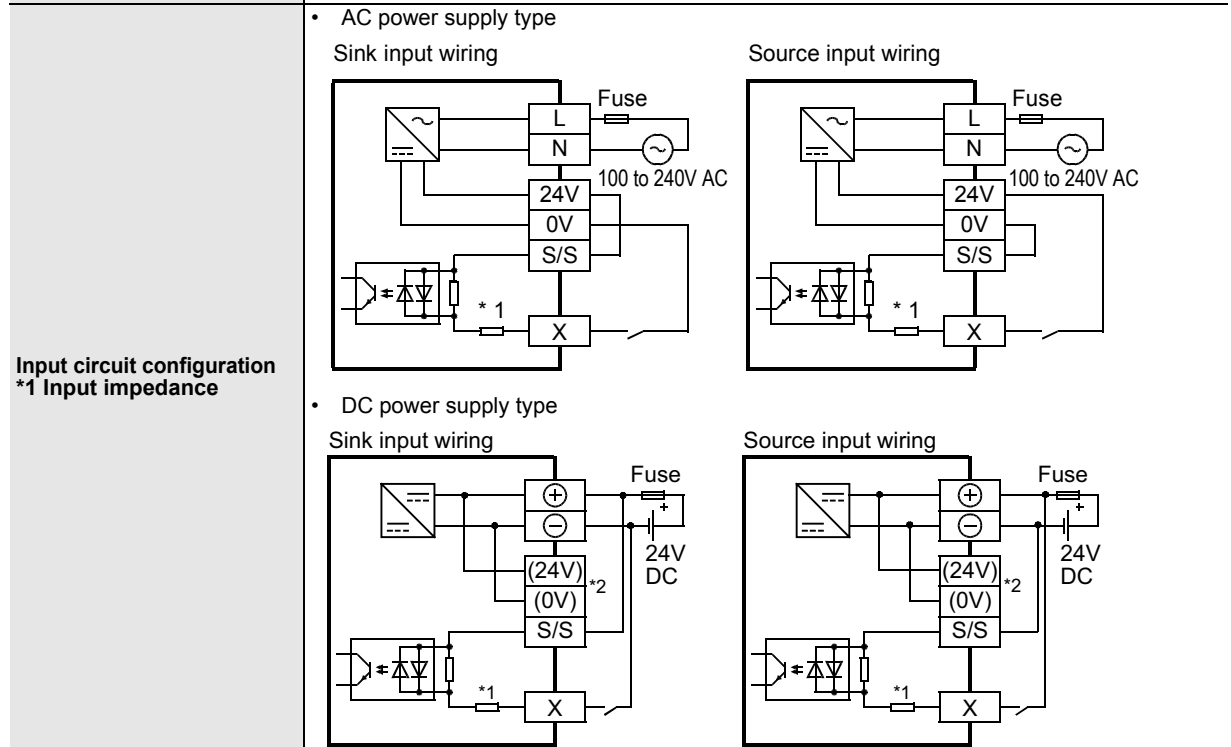 • AC power supply type
Sink input wiring
Source input wiring
Fuse
L
N
100 to 240V AC
24V
0V
S/S
* 1
X
Fuse
L
N
100 to 240V AC
24V
0V
S/S
* 1
X
Input circuit configuration
*1 Input impedance
• DC power supply type
Sink input wiring
Source input wiring
Fuse
+
24V
DC
(24V)
*2
(0V)
S/S
*1
X
Fuse
+
24V
DC
(24V)
*2
(0V)
S/S
*1
X